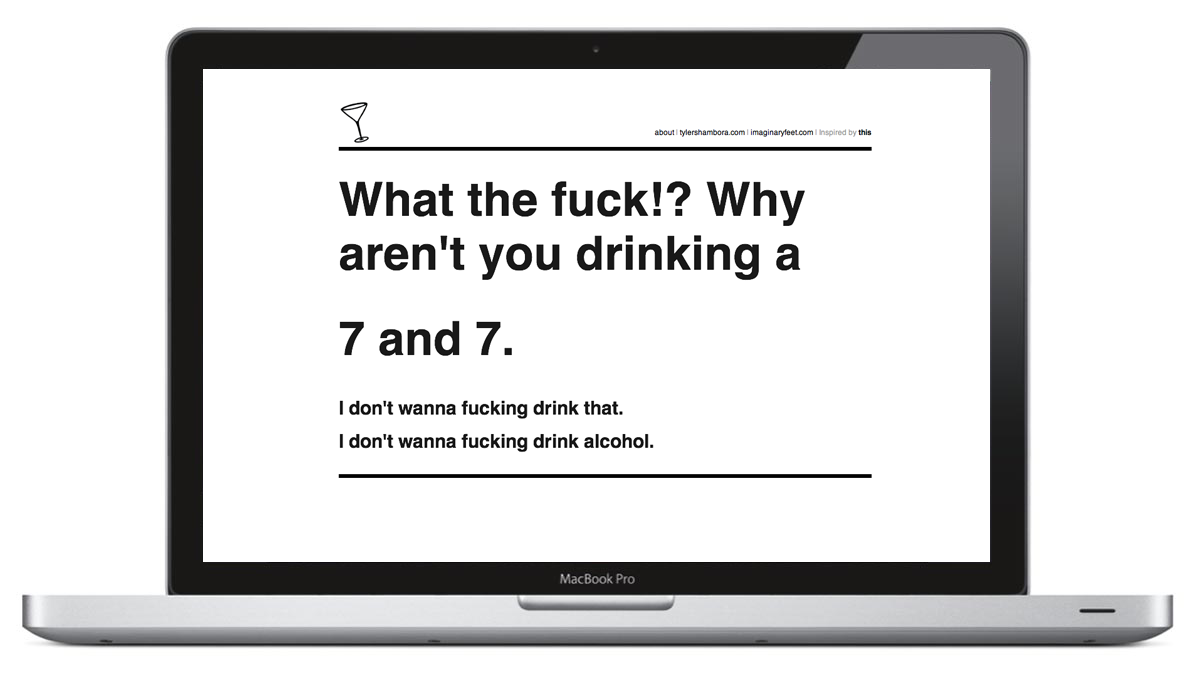 about | tylershambora.com | imaginaryfeet.com | Inspired by this
What the fuck!? Why
aren't you drinking a
7 and 7.
I don't wanna fucking drink that.
I don't wanna fucking drink alcohol.
MacBook Pro